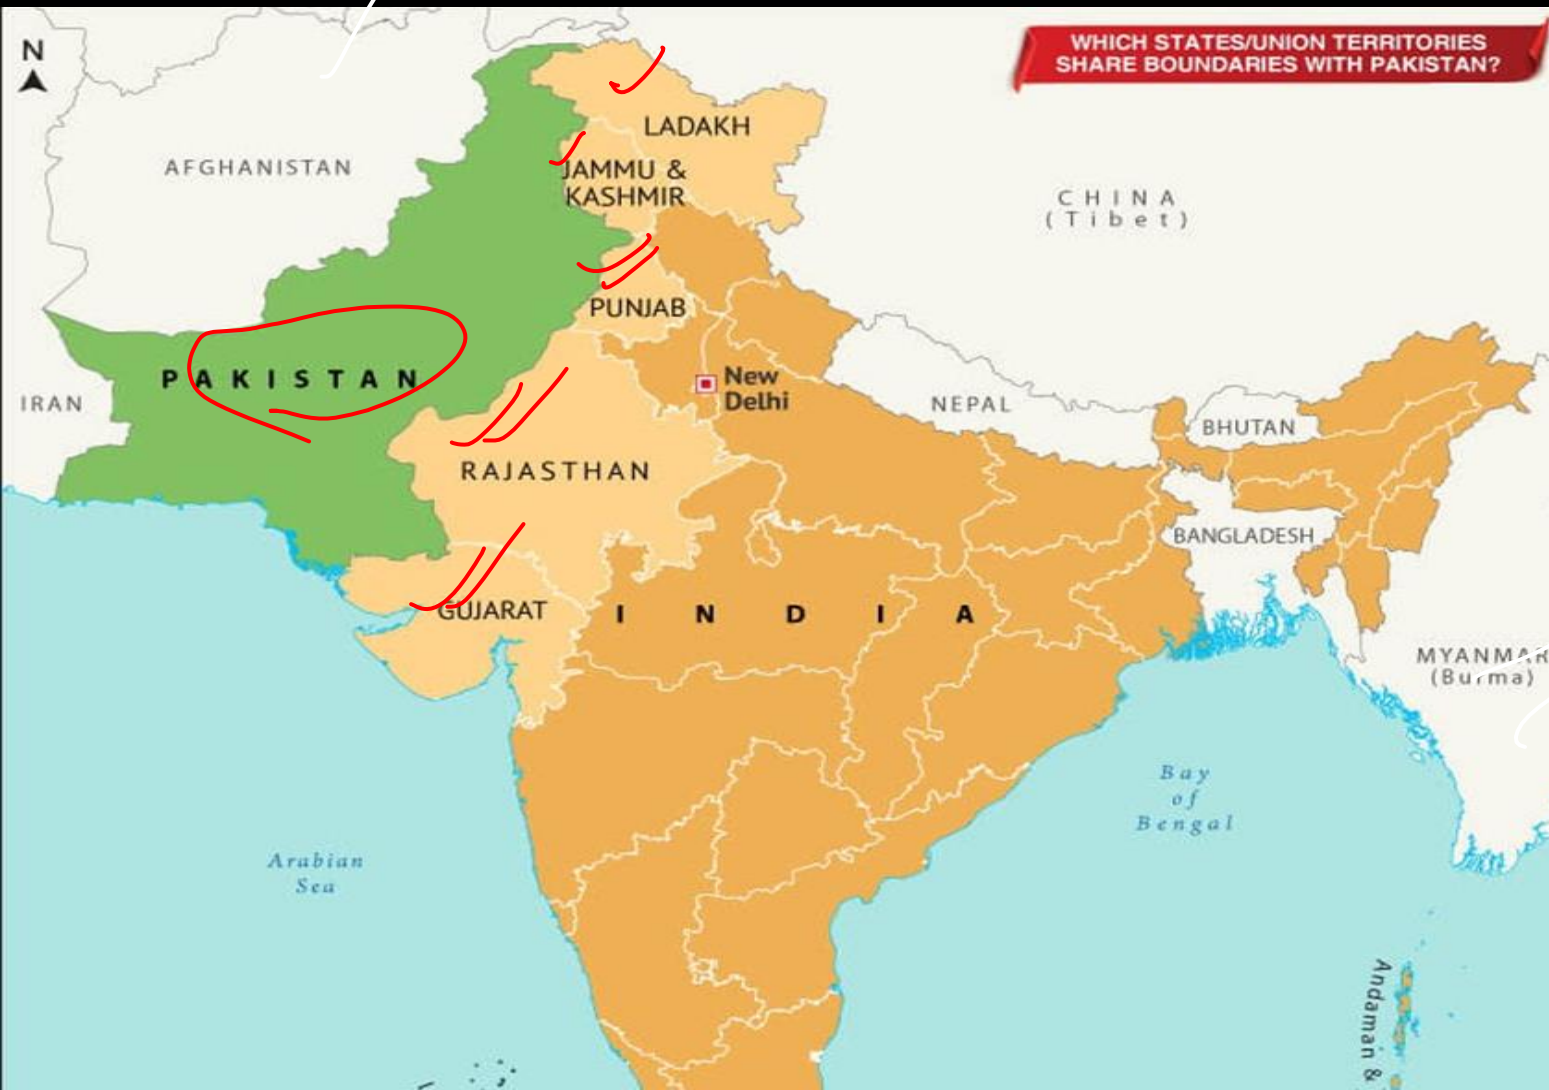 N
WHICH STATES/UNION TERRITORIES
SHARE BOUNDARIES WITH PAKISTAN?
LADAKH
AFGHANISTAN
JAMMU &
KASHMIR
CHINA
(Tibet)
PUNJAB
PAKISTAN
New
Delhi
IRAN
NEPAL
BHUTAN
RAJASTHAN
BANGLADESH
GUJARAT
INDIA
MYANMAR
(Burma)
Bay
of
Bengal
Arabian
Sea
Andaman &